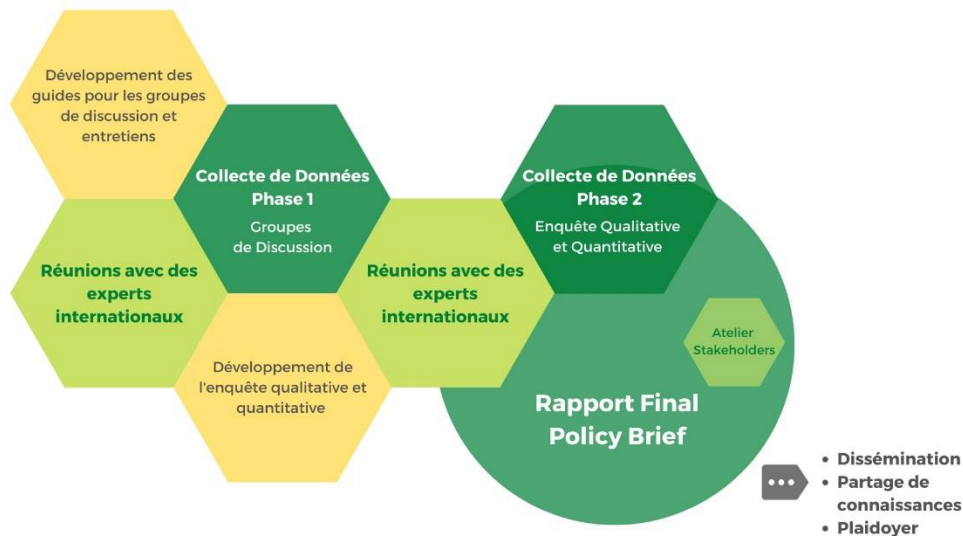 Développement des
guides pour les groupes
de discussion et
entretiens
Collecte de Données
Phase 1
Groupes
de Discussion
Réunions avec des
experts
internationaux
Développement de
l'enquête qualitative et
quantitative
Réunions avec des
experts
internationaux
Collecte de Données
Phase 2
Enquête Qualitative
et Quantitative
Atelier
Stakeholders
Rapport Final
Policy Brief
• Dissémination
• Partage de
connaissances
• Plaidoyer